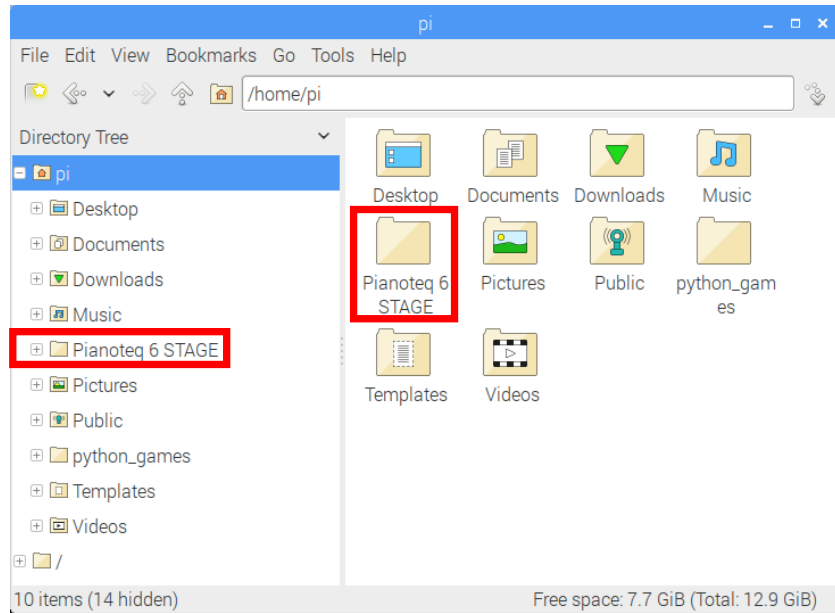 pi
File Edit View Bookmarks Go Tools Help
/home/pi
Directory Tree
pi
Desktop
Documents
Downloads
Music
Pianoteq 6 STAGE
Pictures
Public
python_games
Templates
Videos
/
Desktop Documents Downloads Music
Pianoteq 6 Pictures Public python_gam
STAGE es
Templates Videos
10 items (14 hidden) Free space: 7.7 GiB (Total: 12.9 GiB)